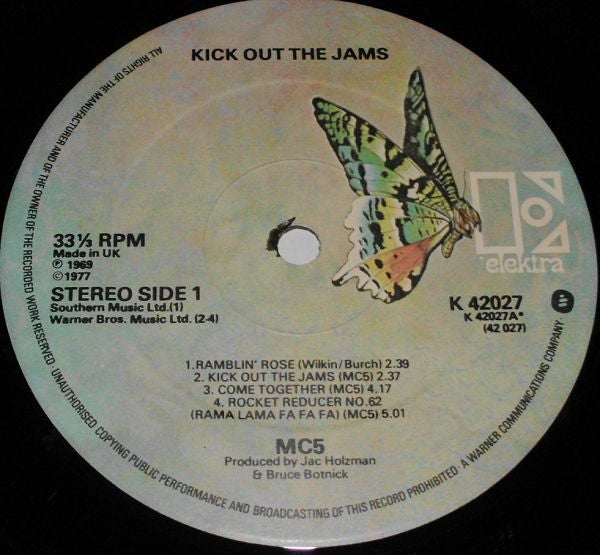 KICK OUT THE JAMS
elektra
33⅓ RPM
Made in UK
Ⓟ 1969
© 1977
STEREO SIDE 1
Southern Music Ltd.(1)
Warner Bros. Music Ltd. (2-4)
K 42027
K 42027A*
(42 027)
1.RAMBLIN' ROSE (Wilkin/Burch) 2.39
2. KICK OUT THE JAMS (MC5) 2.37
3. COME TOGETHER (MC5) 4.17
4. ROCKET REDUCER NO.62
(RAMA LAMA FA FA FA) (MC5) 5.01
MC5
Produced by Jac Holzman
& Bruce Botnick
ALL RIGHTS OF THE MANUFACTURER AND OF THE OWNER OF THE RECORDED WORK RESERVED · UNAUTHORISED COPYING PUBLIC PERFORMANCE AND BROADCASTING OF THIS RECORD PROHIBITED · A WARNER COMMUNICATIONS COMPANY